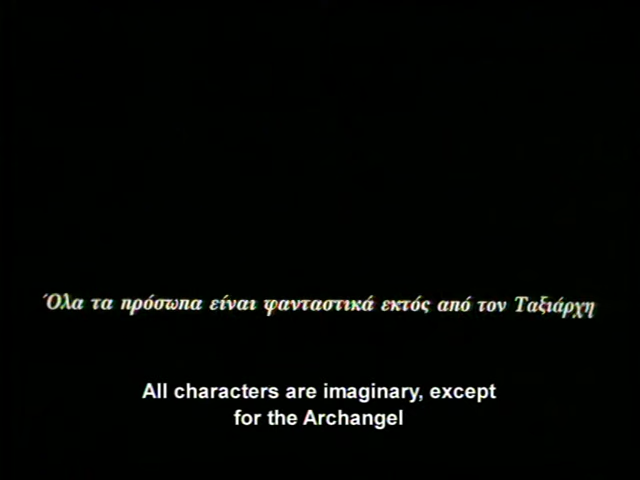 Όλα τα πρόσωπα είναι φανταστικά εκτός από τον Ταξιάρχη
All characters are imaginary, except
for the Archangel